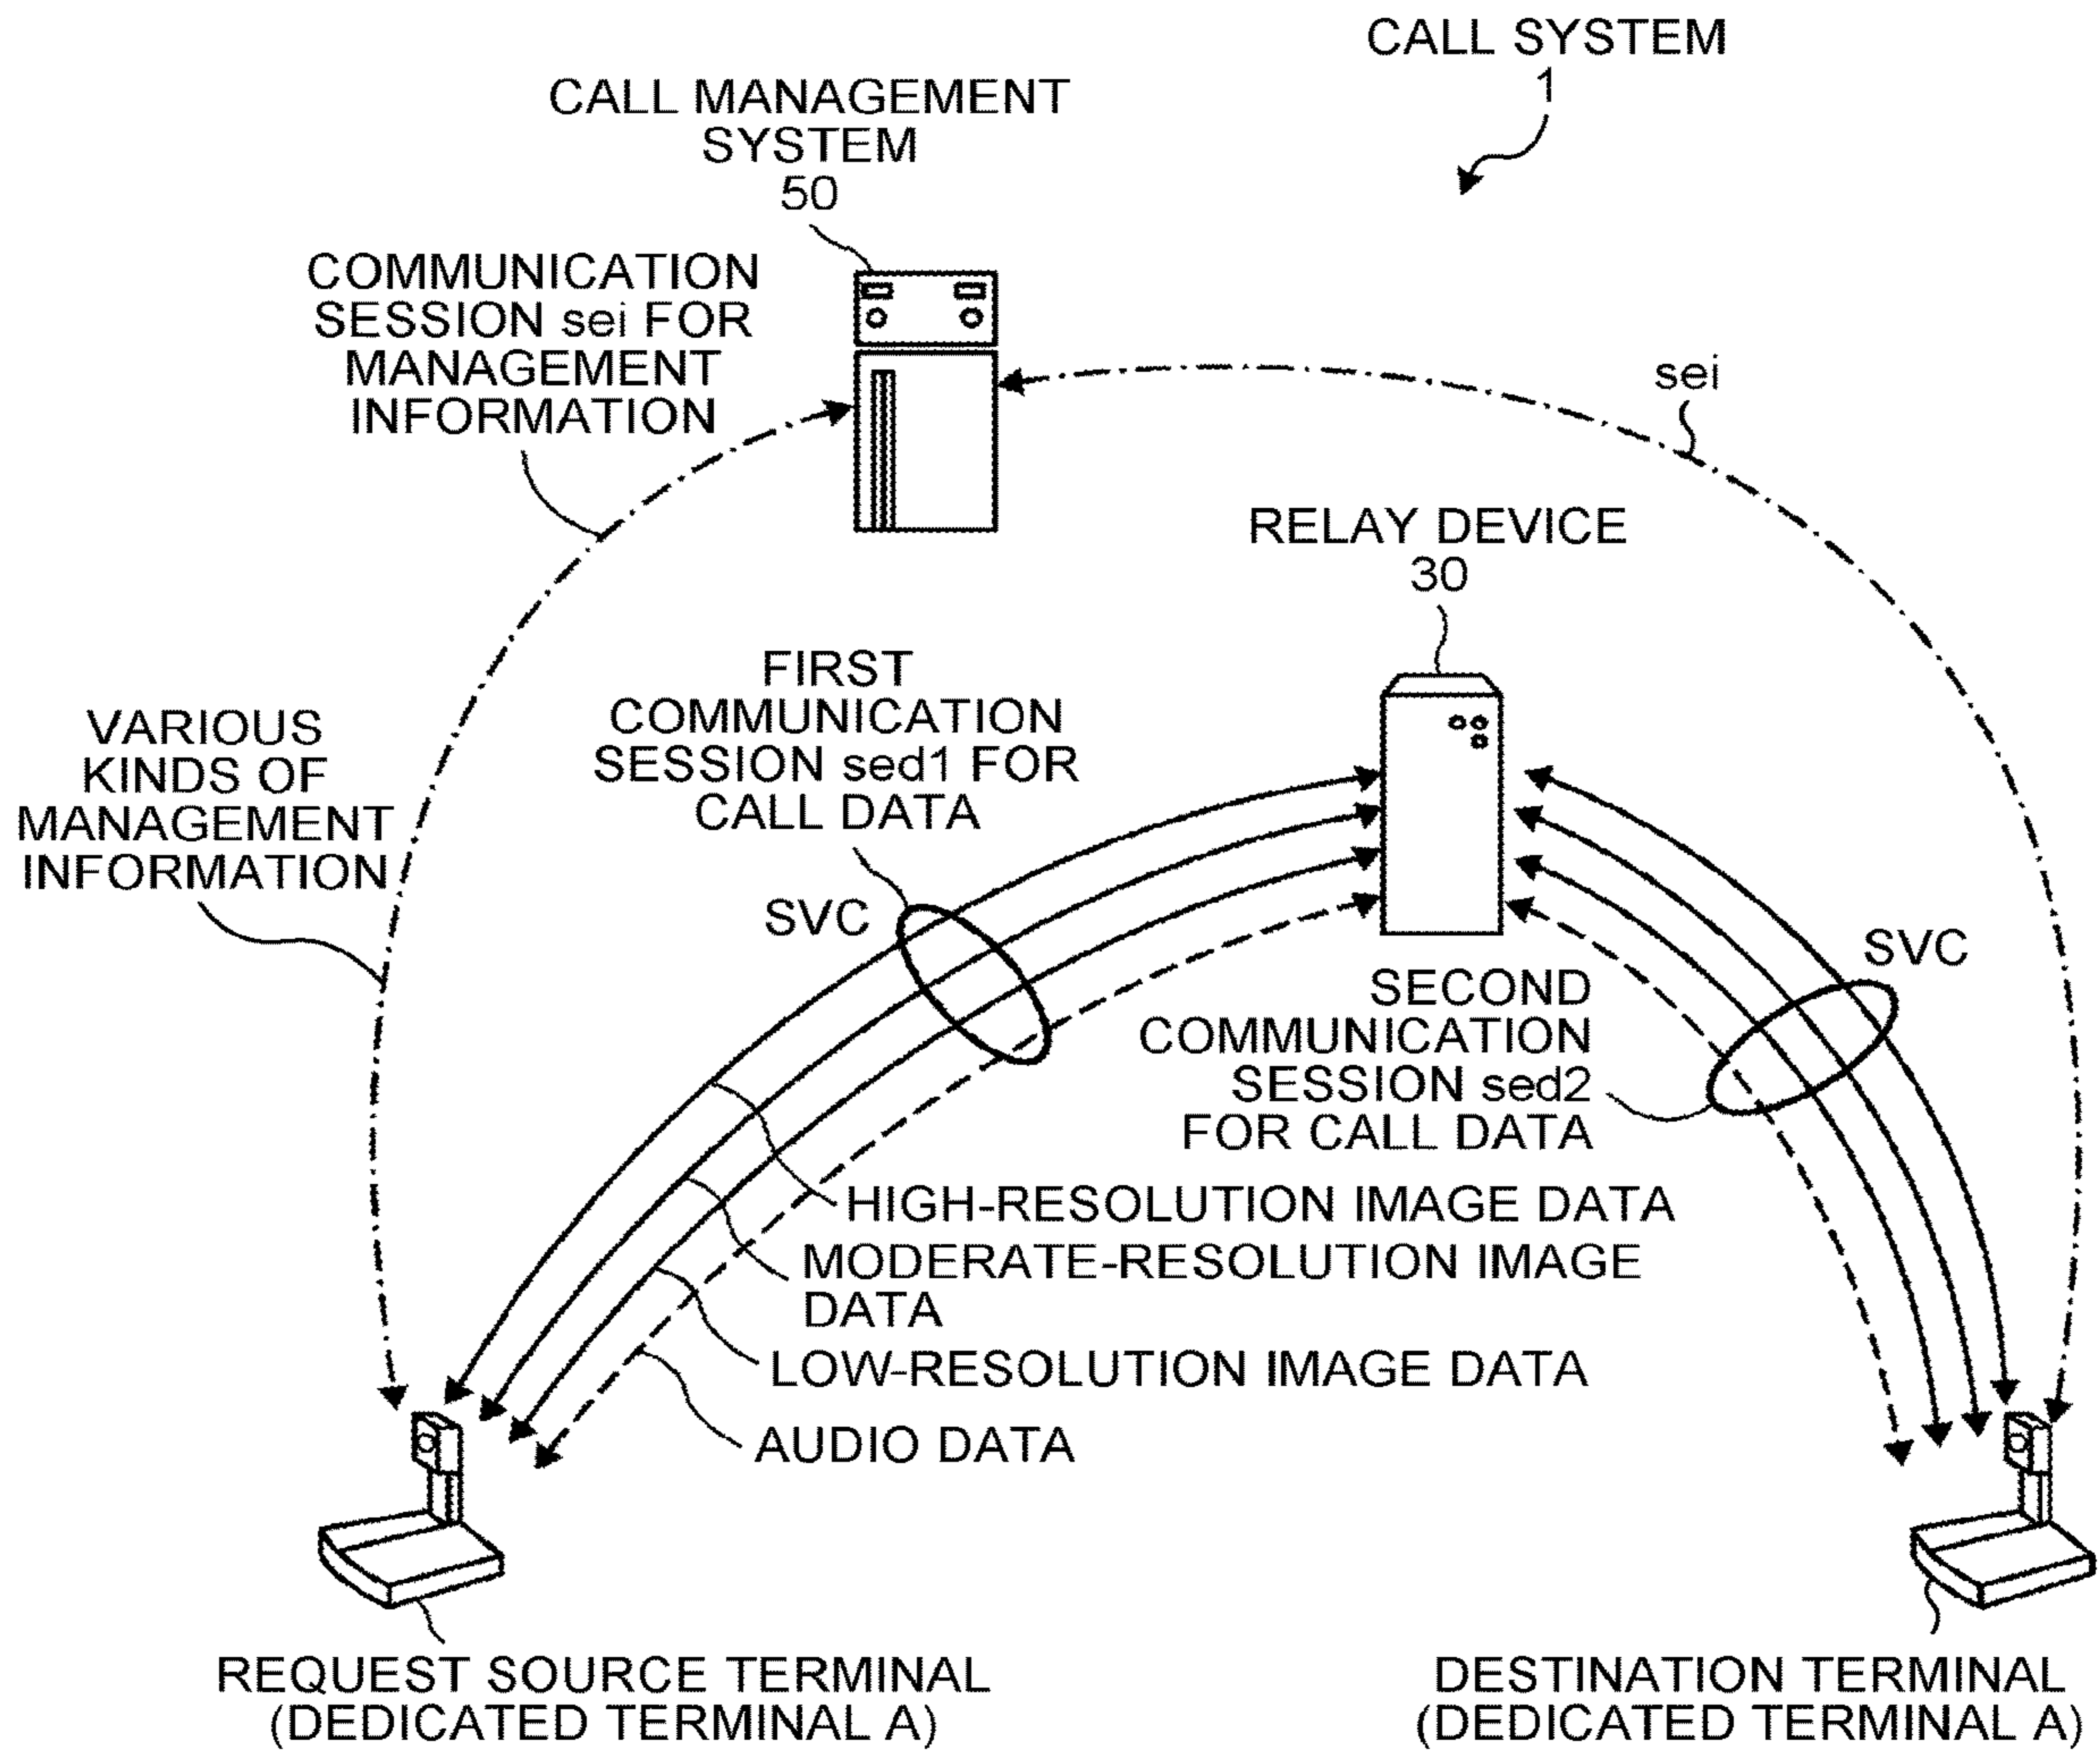 CALL SYSTEM
1
CALL MANAGEMENT
SYSTEM
50
COMMUNICATION
SESSION sei FOR
MANAGEMENT
INFORMATION
sei
RELAY DEVICE
30
FIRST
COMMUNICATION
SESSION sed1 FOR
CALL DATA
VARIOUS
KINDS OF
MANAGEMENT
INFORMATION
SVC
SVC
SECOND
COMMUNICATION
SESSION sed2
FOR CALL DATA
HIGH-RESOLUTION IMAGE DATA
MODERATE-RESOLUTION IMAGE
DATA
LOW-RESOLUTION IMAGE DATA
AUDIO DATA
REQUEST SOURCE TERMINAL
(DEDICATED TERMINAL A)
DESTINATION TERMINAL
(DEDICATED TERMINAL A)